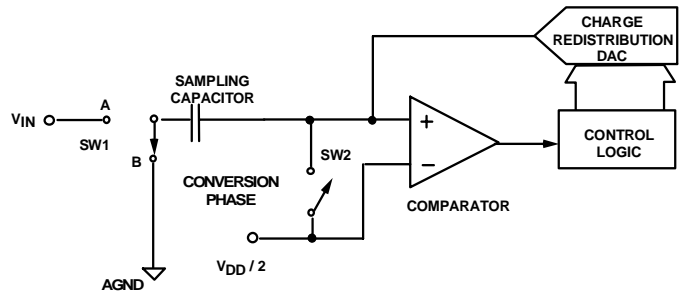 CHARGE
REDISTRIBUTION
DAC
SAMPLING
CAPACITOR
A
VIN
SW1
B
SW2
+
−
CONTROL
LOGIC
CONVERSION
PHASE
COMPARATOR
VDD / 2
AGND